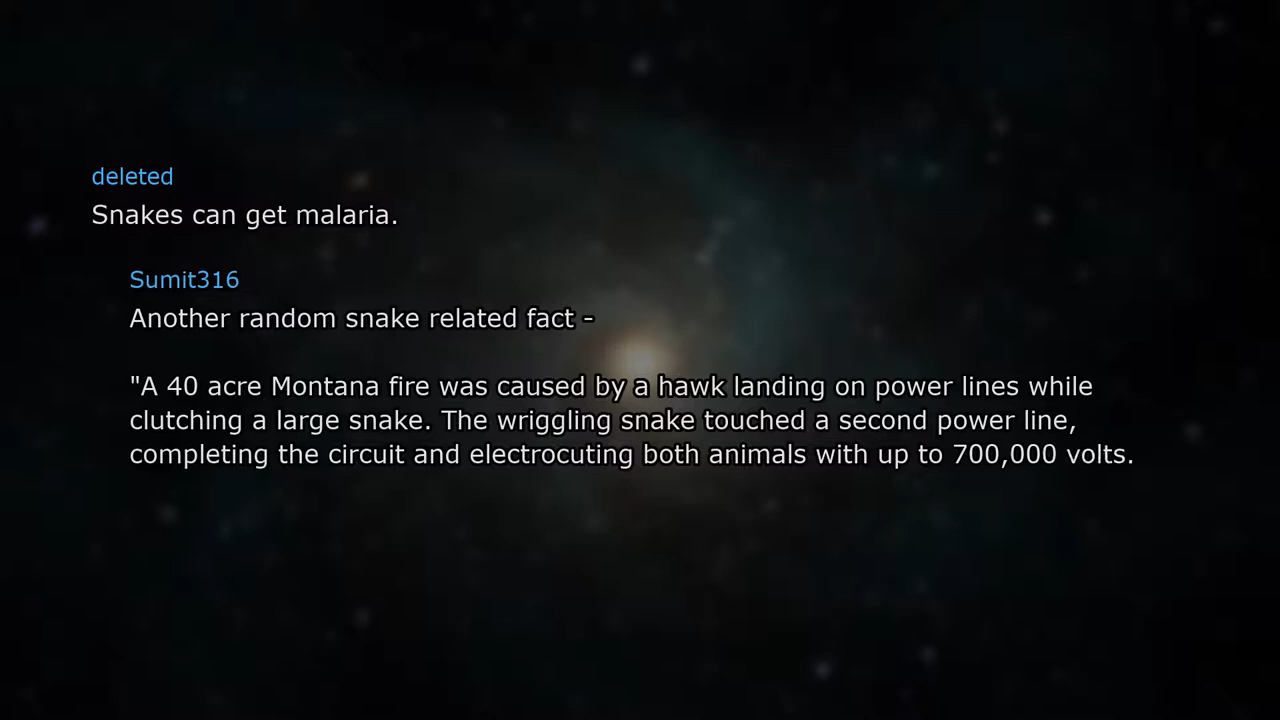 deleted
Snakes can get malaria.
Sumit316
Another random snake related fact -
"A 40 acre Montana fire was caused by a hawk landing on power lines while
clutching a large snake. The wriggling snake touched a second power line,
completing the circuit and electrocuting both animals with up to 700,000 volts.